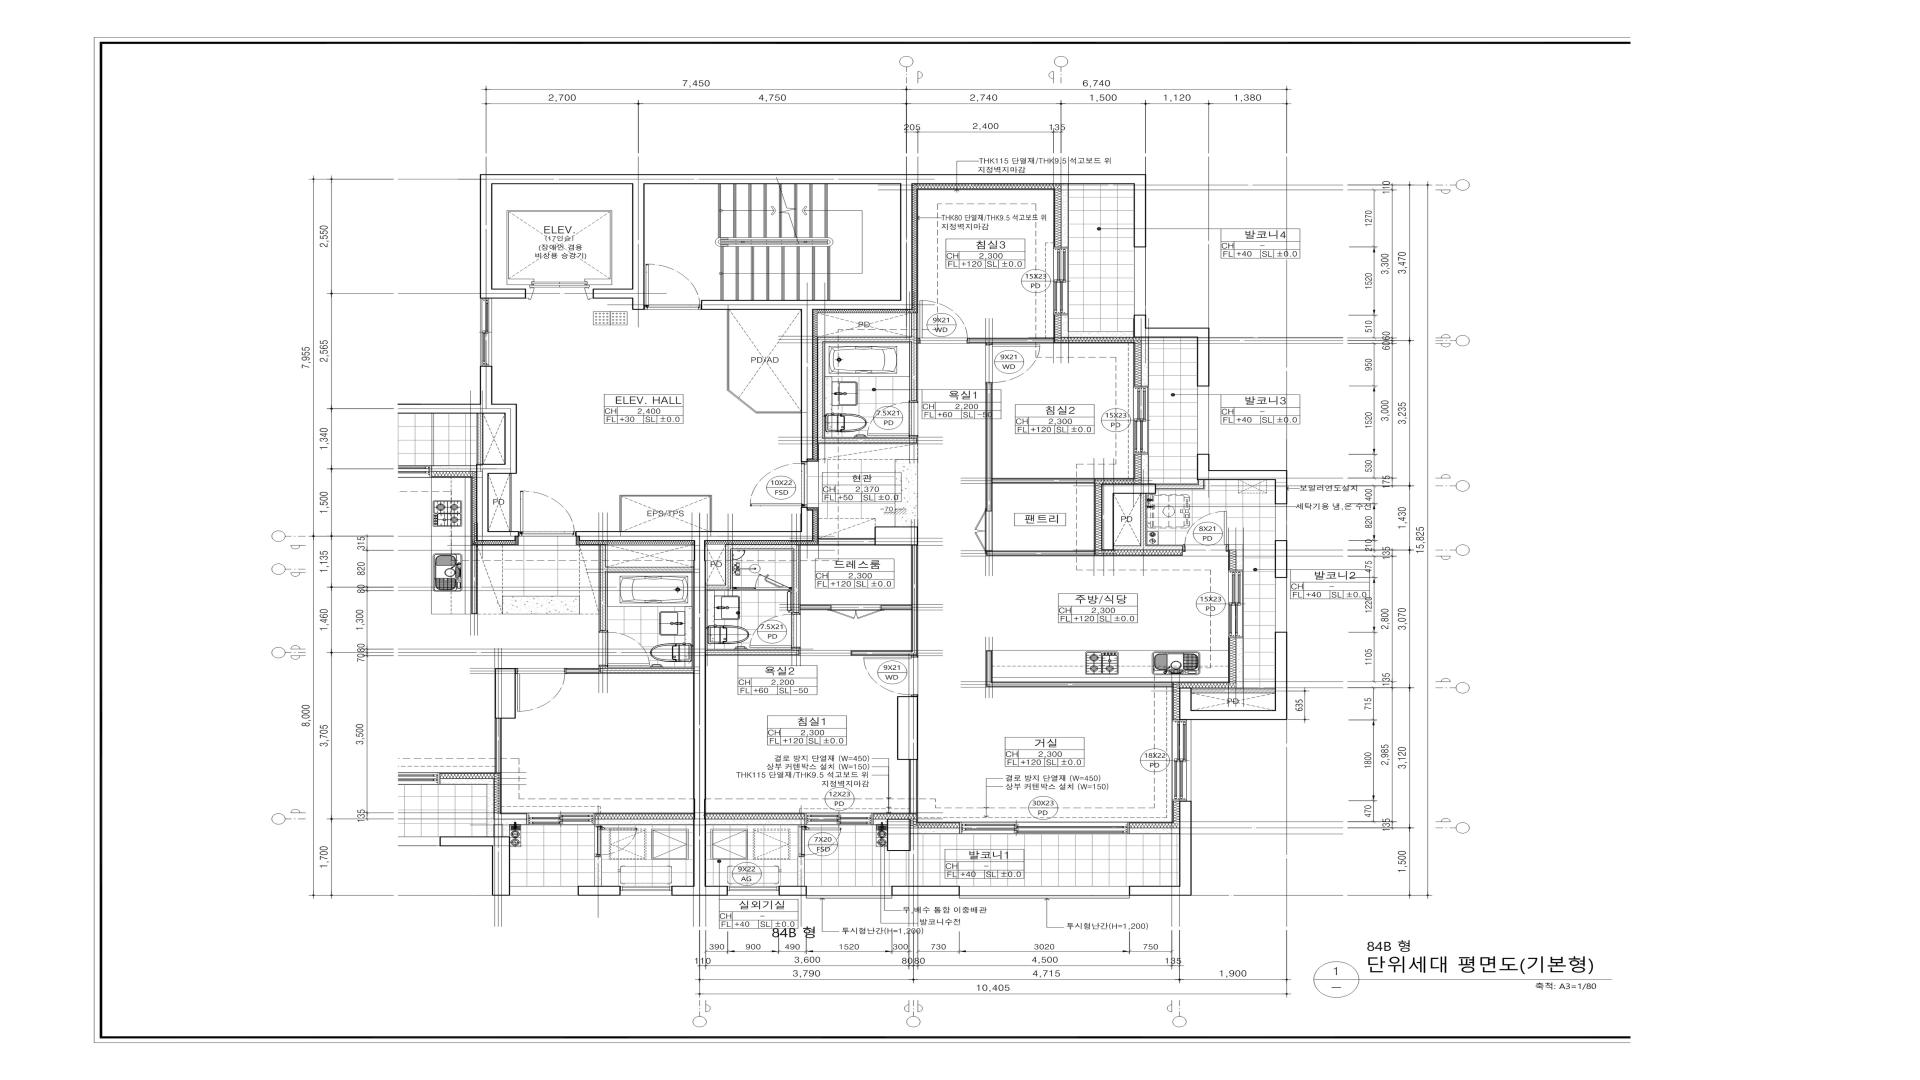 7,450
6,740
2,700
4,750
2,740
1,500
1,120
1,380
205
2,400
135
THK115 단열재/THK9.5 석고보드 위
지정벽지마감
ELEV.
(17인승)
(장애인 겸용
비상용 승강기)
THK80 단열재/THK9.5 석고보드 위
지정벽지마감
침실3
CH 2,300
FL +120 SL ±0.0
15X23
PD
발코니4
CH –
FL +40 SL ±0.0
9X21
WD
PD
PD/AD
9X21
WD
ELEV. HALL
CH 2,400
FL +30 SL ±0.0
욕실1
CH 2,200
FL +60 SL -50
7.5X21
PD
침실2
CH 2,300
FL +120 SL ±0.0
15X23
PD
발코니3
CH –
FL +40 SL ±0.0
10X22
FSD
현관
CH 2,370
FL +50 SL ±0.0
-70
PD
EPS/TPS
팬트리
PD
8X21
PD
보일러연도설치
세탁기용 냉,온 수전
PD
드레스룸
CH 2,300
FL +120 SL ±0.0
발코니2
CH –
FL +40 SL ±0.0
주방/식당
CH 2,300
FL +120 SL ±0.0
15X23
PD
7.5X21
PD
욕실2
CH 2,200
FL +60 SL -50
9X21
WD
PD
635
침실1
CH 2,300
FL +120 SL ±0.0
거실
CH 2,300
FL +120 SL ±0.0
18X22
PD
결로 방지 단열재 (W=450)
상부 커텐박스 설치 (W=150)
THK115 단열재/THK9.5 석고보드 위
지정벽지마감
결로 방지 단열재 (W=450)
상부 커텐박스 설치 (W=150)
12X23
PD
30X23
PD
7X20
FSD
9X22
AG
발코니1
CH –
FL +40 SL ±0.0
실외기실
CH –
FL +40 SL ±0.0
84B 형
우,배수 통합 이중배관
발코니수전
투시형난간(H=1,200)
투시형난간(H=1,200)
7,955
8,000
2,550
2,565
1,340
1,500
1,135
1,460
3,705
1,700
315
820
80
1,300
7080
3,500
135
110
1270
1520
510
6060
950
1520
530
175
400
820
210
135
475
1220
1105
135
715
1800
470
135
3,300
3,000
2,800
2,985
3,470
3,235
1,430
3,070
3,120
1,500
15,825
390
900
490
1520
300
730
3020
750
110
3,600
8080
4,500
135
3,790
4,715
1,900
10,405
84B 형
1
–
단위세대 평면도(기본형)
축척: A3=1/80